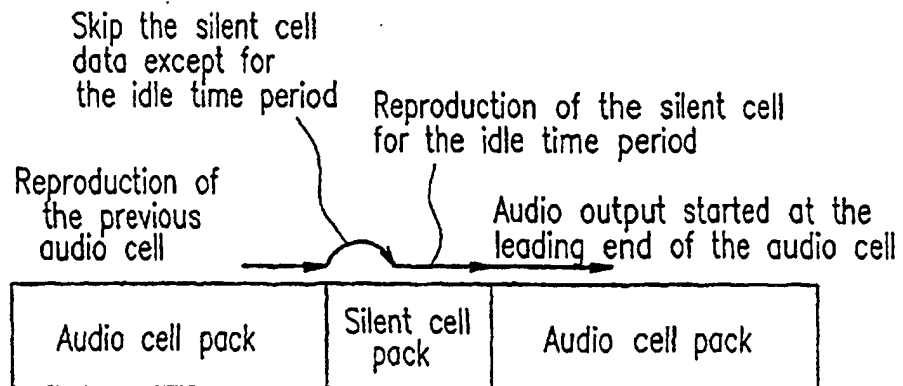 Skip the silent cell
data except for
the idle time period
Reproduction of the silent cell
for the idle time period
Reproduction of
the previous
audio cell
Audio output started at the
leading end of the audio cell
Audio cell pack
Silent cell
pack
Audio cell pack